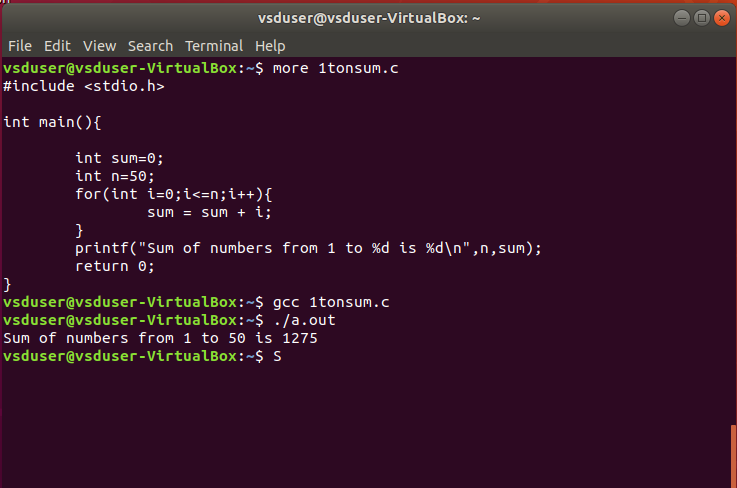 vsduser@vsduser-VirtualBox: ~
File Edit View Search Terminal Help
vsduser@vsduser-VirtualBox:~$ more 1tonsum.c
#include <stdio.h>

int main(){

        int sum=0;
        int n=50;
        for(int i=0;i<=n;i++){
                sum = sum + i;
        }
        printf("Sum of numbers from 1 to %d is %d\n",n,sum);
        return 0;
}
vsduser@vsduser-VirtualBox:~$ gcc 1tonsum.c
vsduser@vsduser-VirtualBox:~$ ./a.out
Sum of numbers from 1 to 50 is 1275
vsduser@vsduser-VirtualBox:~$ S